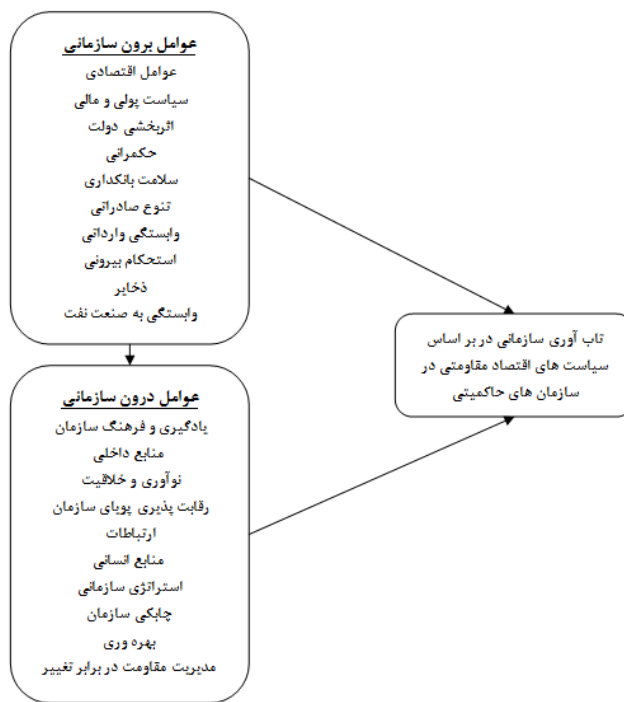 عوامل برون سازمانی
عوامل اقتصادی
سیاست پولی و مالی
اثربخشی دولت
حکمرانی
سلامت بانکداری
تنوع صادراتی
وابستگی وارداتی
استحکام بیرونی
ذخایر
وابستگی به صنعت نفت
عوامل درون سازمانی
یادگیری و فرهنگ سازمان
منابع داخلی
نوآوری و خلاقیت
رقابت پذیری پویای سازمان
ارتباطات
منابع انسانی
استراتژی سازمانی
چابکی سازمان
بهره وری
مدیریت مقاومت در برابر تغییر
تاب آوری سازمانی در بر اساس
سیاست های اقتصاد مقاومتی در
سازمان های حاکمیتی